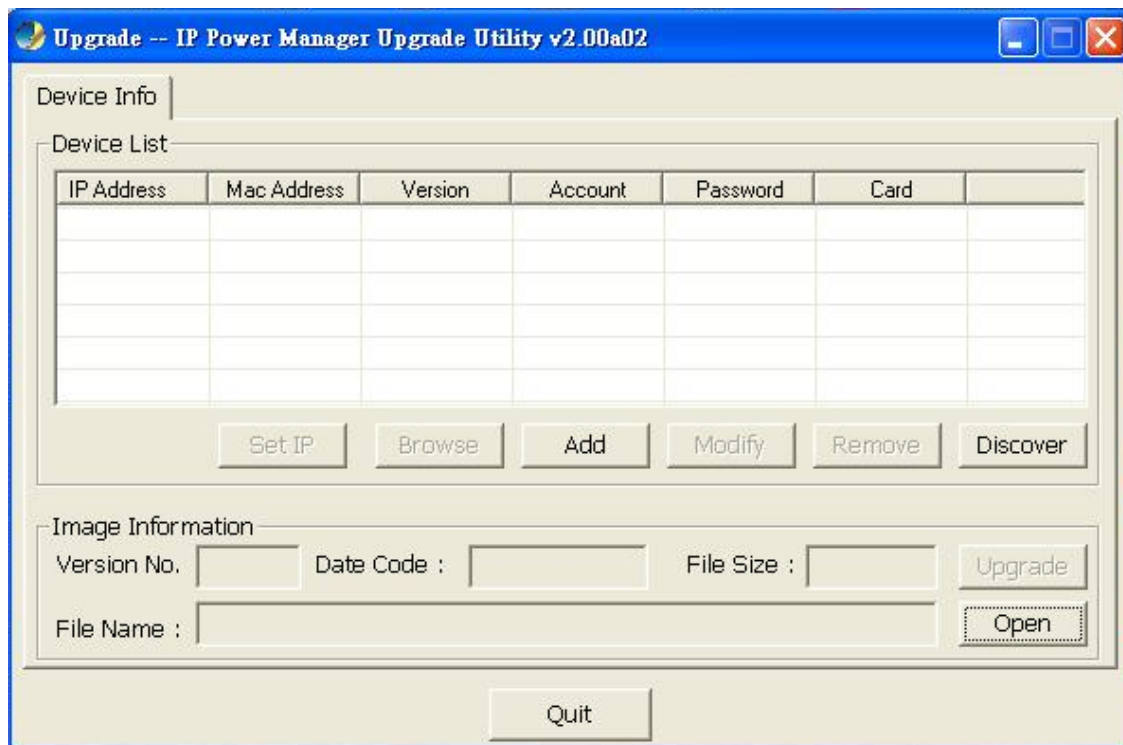 Upgrade -- IP Power Manager Upgrade Utility v2.00a02
Device Info
Device List
IP Address Mac Address Version Account Password Card
Set IP Browse Add Modify Remove Discover
Image Information
Version No. Date Code : File Size : Upgrade
File Name : Open
Quit